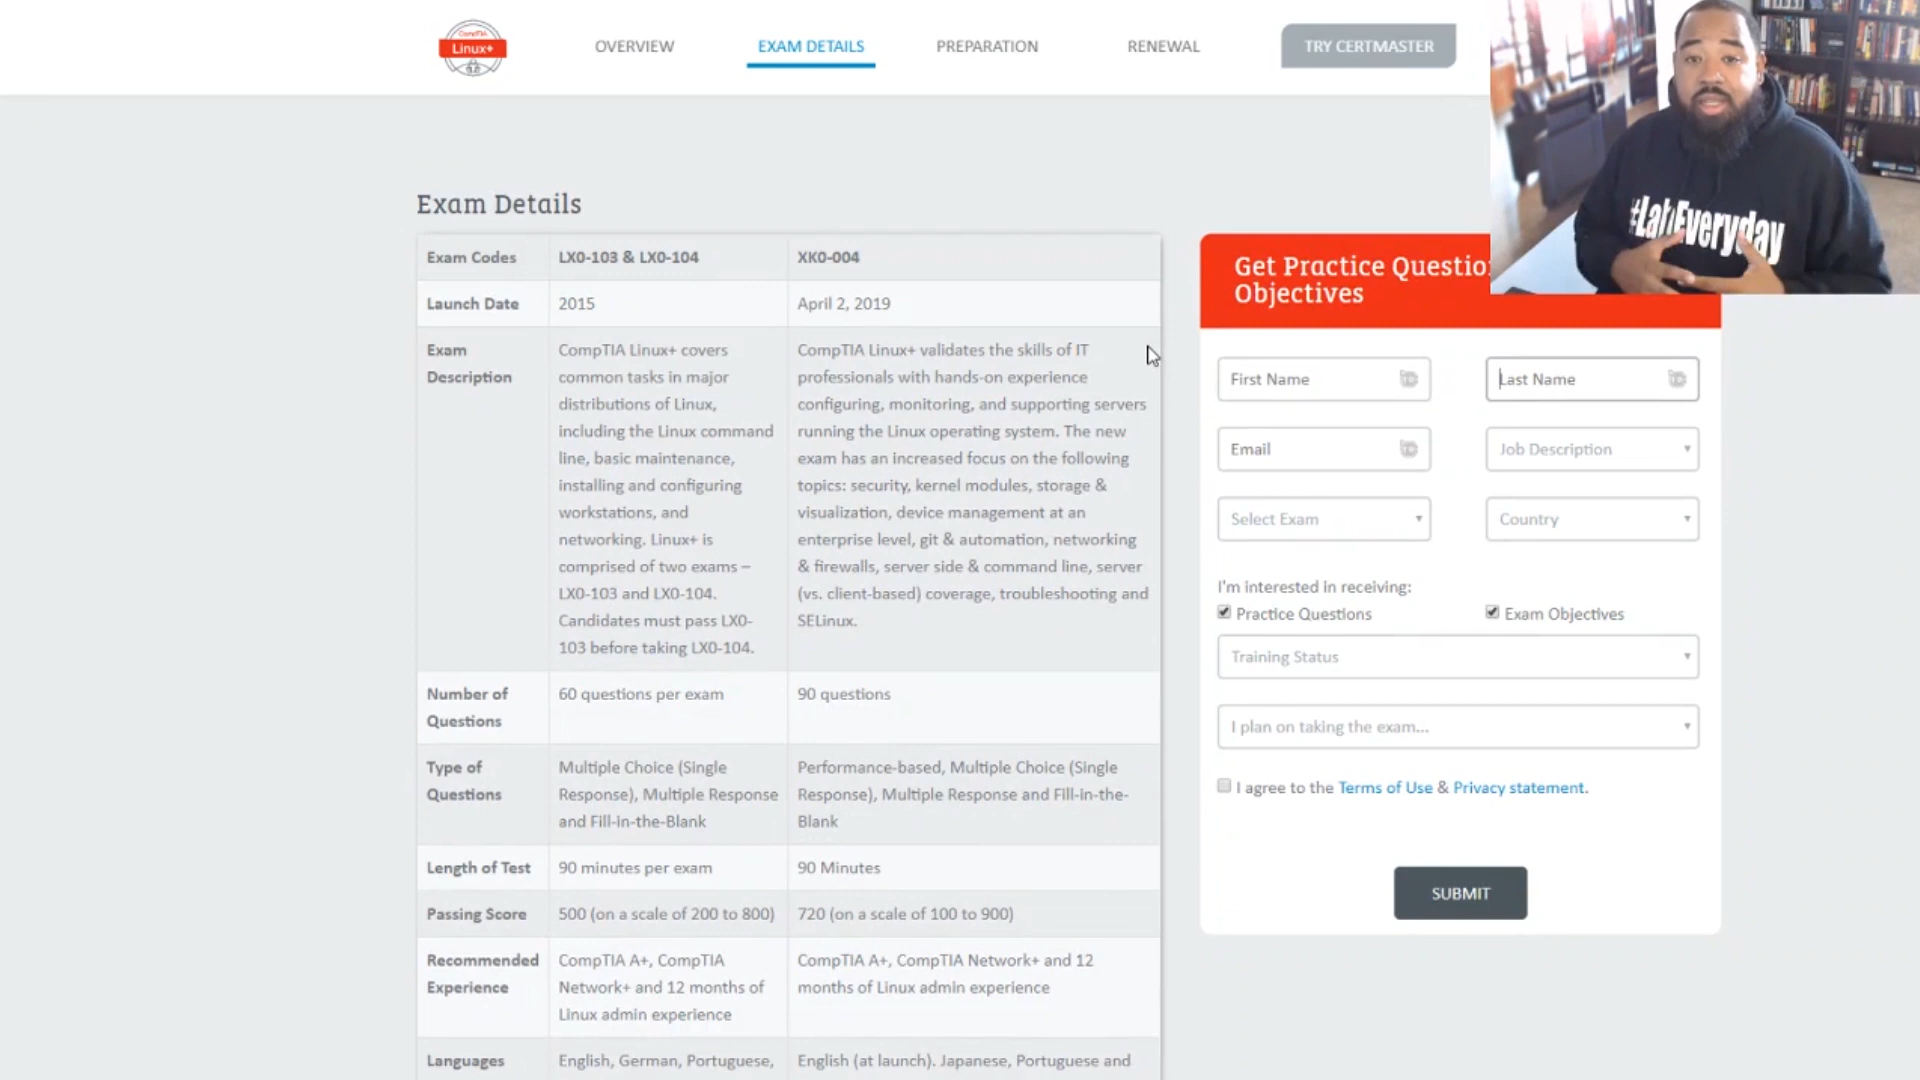 CompTIA
Linux+
OVERVIEW
EXAM DETAILS
PREPARATION
RENEWAL
TRY CERTMASTER
#LabEveryday
Exam Details
Exam Codes
LX0-103 & LX0-104
XK0-004
Launch Date
2015
April 2, 2019
Exam
Description
CompTIA Linux+ covers
common tasks in major
distributions of Linux,
including the Linux command
line, basic maintenance,
installing and configuring
workstations, and
networking. Linux+ is
comprised of two exams –
LX0-103 and LX0-104.
Candidates must pass LX0-
103 before taking LX0-104.
CompTIA Linux+ validates the skills of IT
professionals with hands-on experience
configuring, monitoring, and supporting servers
running the Linux operating system. The new
exam has an increased focus on the following
topics: security, kernel modules, storage &
visualization, device management at an
enterprise level, git & automation, networking
& firewalls, server side & command line, server
(vs. client-based) coverage, troubleshooting and
SELinux.
Number of
Questions
60 questions per exam
90 questions
Type of
Questions
Multiple Choice (Single
Response), Multiple Response
and Fill-in-the-Blank
Performance-based, Multiple Choice (Single
Response), Multiple Response and Fill-in-the-
Blank
Length of Test
90 minutes per exam
90 Minutes
Passing Score
500 (on a scale of 200 to 800)
720 (on a scale of 100 to 900)
Recommended
Experience
CompTIA A+, CompTIA
Network+ and 12 months of
Linux admin experience
CompTIA A+, CompTIA Network+ and 12
months of Linux admin experience
Languages
English, German, Portuguese,
English (at launch). Japanese, Portuguese and
Get Practice Questio
Objectives
First Name
Last Name
Email
Job Description
Select Exam
Country
I'm interested in receiving:
Practice Questions
Exam Objectives
Training Status
I plan on taking the exam...
I agree to the Terms of Use & Privacy statement.
SUBMIT